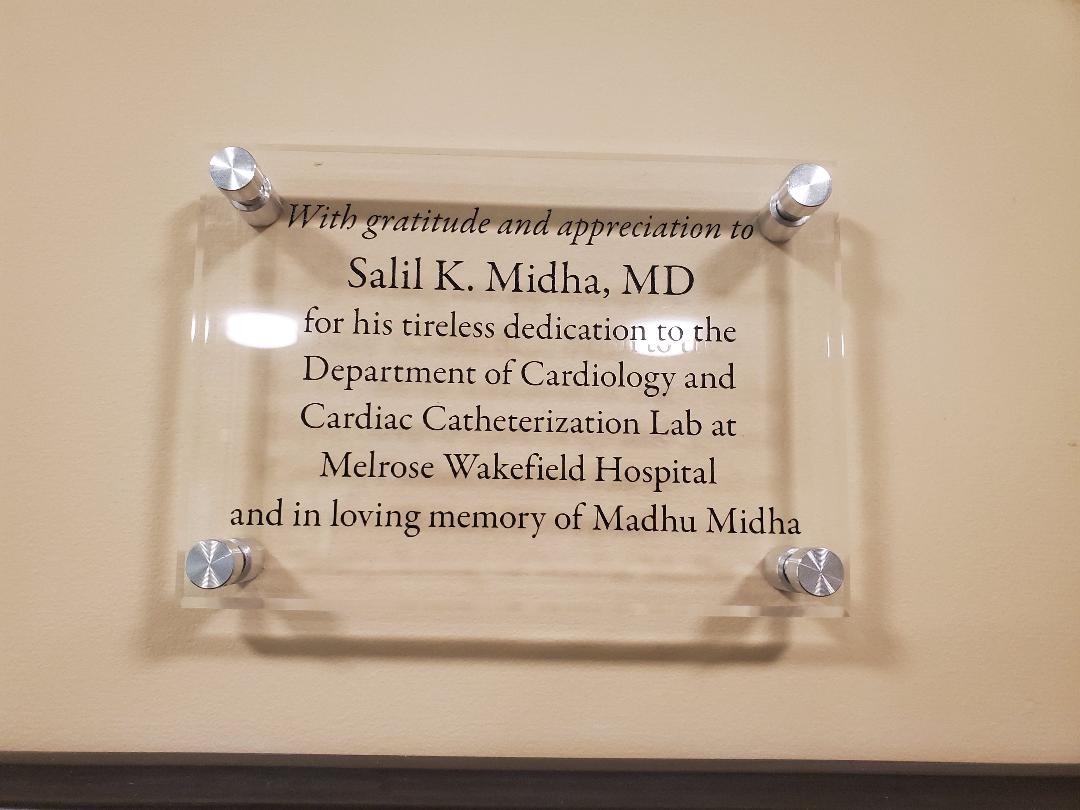 With gratitude and appreciation to
Salil K. Midha, MD
for his tireless dedication to the
Department of Cardiology and
Cardiac Catheterization Lab at
Melrose Wakefield Hospital
and in loving memory of Madhu Midha